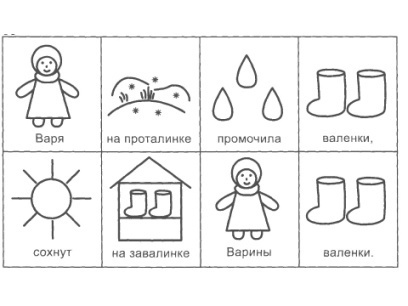 Варя на проталинке промочила валенки,
сохнут на завалинке Варины валенки.